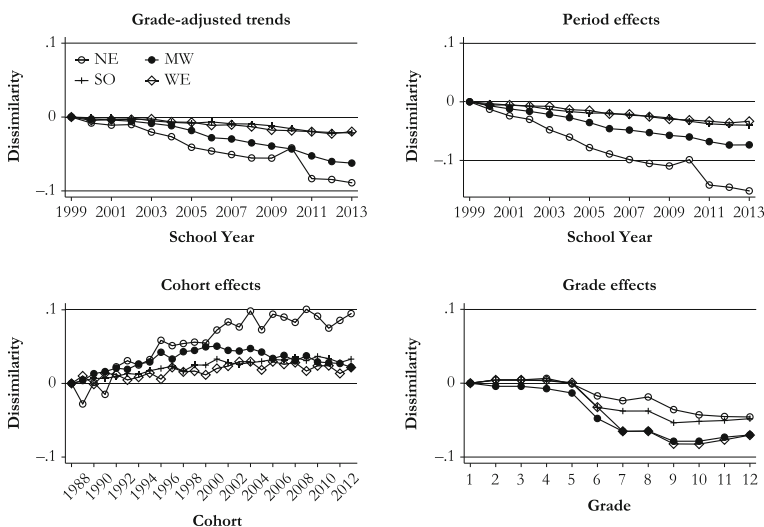 Grade-adjusted trends
.1
0
–.1
Dissimilarity
NE
MW
SO
WE
1999 2001 2003 2005 2007 2009 2011 2013
School Year
Period effects
.1
0
–.1
Dissimilarity
1999 2001 2003 2005 2007 2009 2011 2013
School Year
Cohort effects
.1
0
–.1
Dissimilarity
1988 1990 1992 1994 1996 1998 2000 2002 2004 2006 2008 2010 2012
Cohort
Grade effects
.1
0
–.1
Dissimilarity
1 2 3 4 5 6 7 8 9 10 11 12
Grade